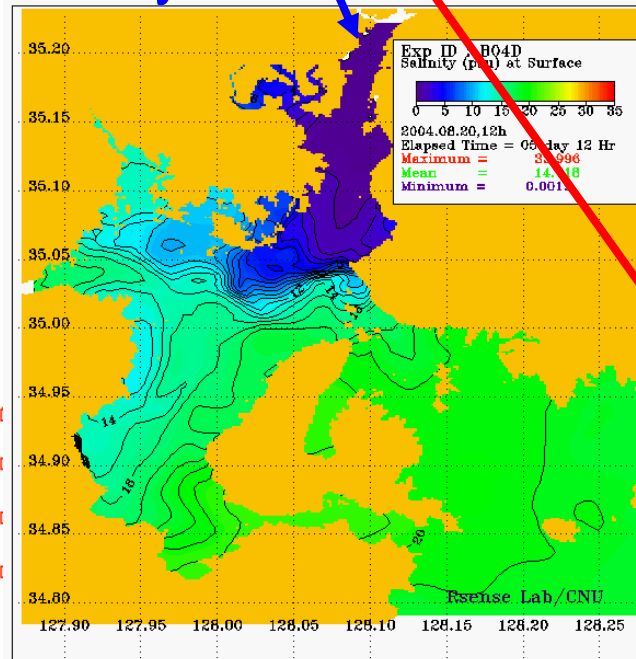 35.20
35.15
35.10
35.05
35.00
34.95
34.90
34.85
34.80
127.90 127.95 128.00 128.05 128.10 128.15 128.20 128.25
Exp ID : B04D
Salinity (psu) at Surface
0 5 10 15 20 25 30 35
2004.08.20,12h
Elapsed Time = 05 day 12 Hr
Maximum =
Mean =
Minimum =
14
18
12
18
20
Rsense Lab/CNU